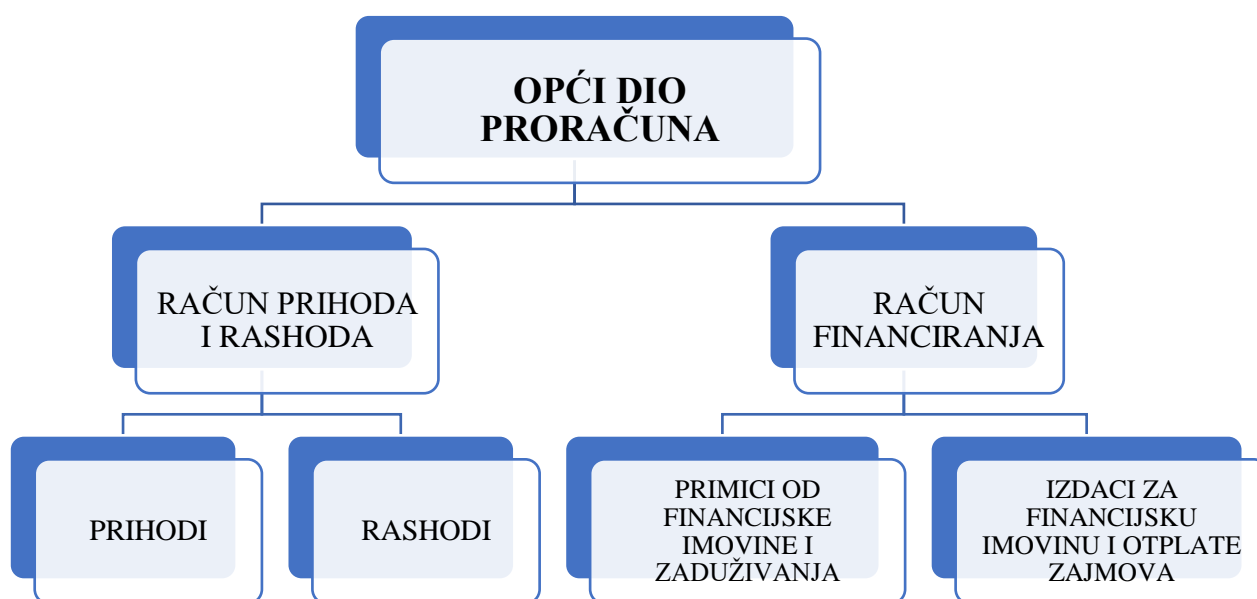 OPĆI DIO
PRORAČUNA
RAČUN PRIHODA
I RASHODA
RAČUN
FINANCIRANJA
PRIHODI
RASHODI
PRIMICI OD
FINANCIJSKE
IMOVINE I
ZADUŽIVANJA
IZDACI ZA
FINANCIJSKU
IMOVINU I OTPLATE
ZAJMOVA